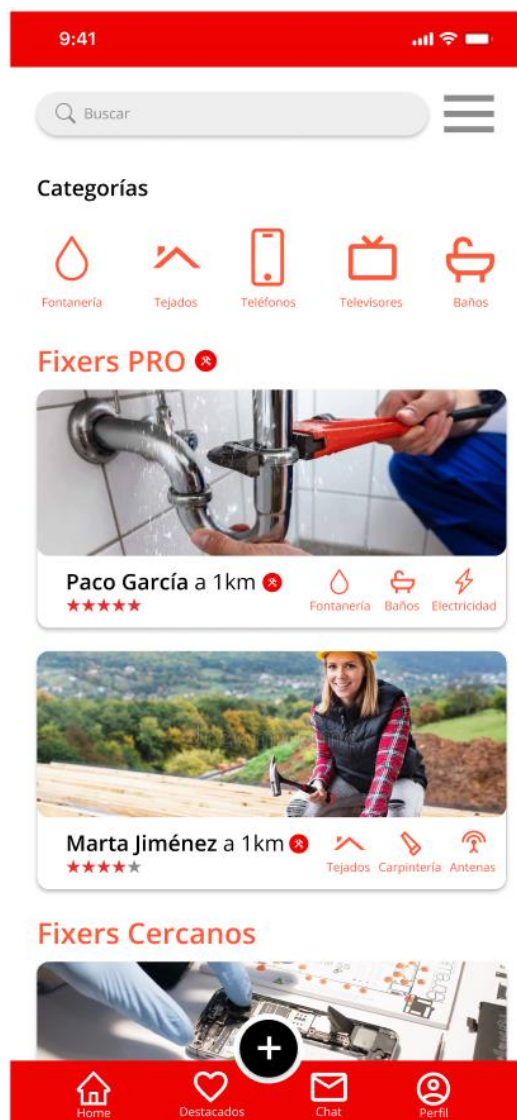 9:41
Buscar
Categorías
Fontanería Tejados Teléfonos Televisores Baños
Fixers PRO
Paco García a 1km
Fontanería Baños Electricidad
Marta Jiménez a 1km
Tejados Carpintería Antenas
Fixers Cercanos
+
Home Destacados Chat Perfil